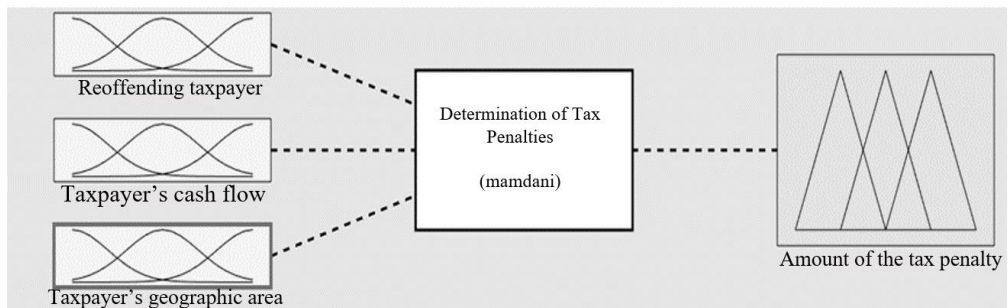 Reoffending taxpayer
Taxpayer’s cash flow
Taxpayer’s geographic area
Determination of Tax
Penalties
(mamdani)
Amount of the tax penalty